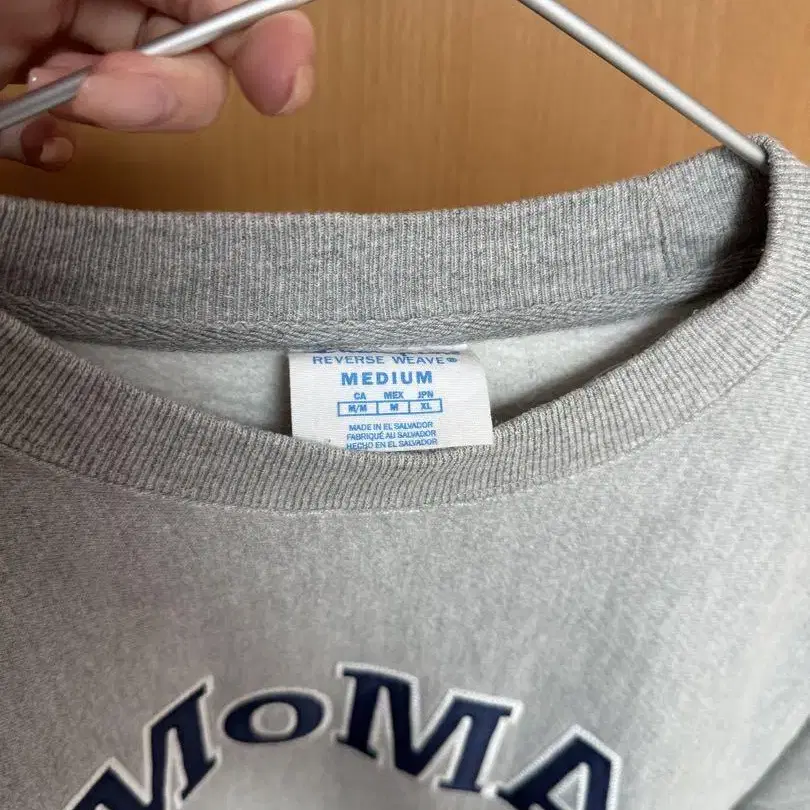 REVERSE WEAVE®
MEDIUM
CA MEX JPN
M/M M XL
MADE IN EL SALVADOR
FABRIQUÉ AU SALVADOR
HECHO EN EL SALVADOR
MoMA